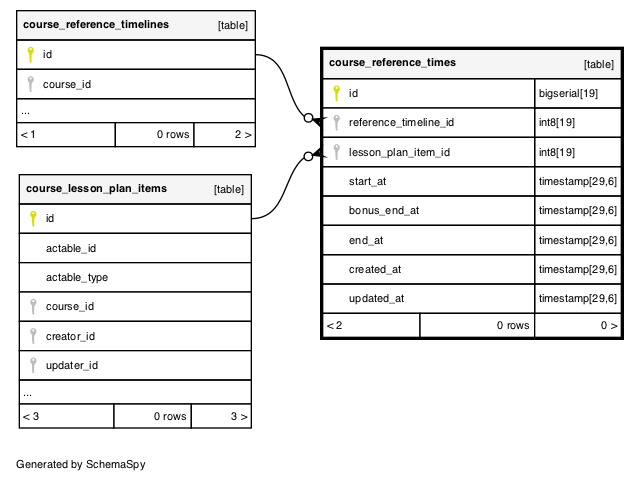 course_reference_timelines [table]
id
course_id
...
< 1 0 rows 2 >
course_reference_times [table]
id bigserial[19]
reference_timeline_id int8[19]
lesson_plan_item_id int8[19]
start_at timestamp[29,6]
bonus_end_at timestamp[29,6]
end_at timestamp[29,6]
created_at timestamp[29,6]
updated_at timestamp[29,6]
< 2 0 rows 0 >
course_lesson_plan_items [table]
id
actable_id
actable_type
course_id
creator_id
updater_id
...
< 3 0 rows 3 >
Generated by SchemaSpy